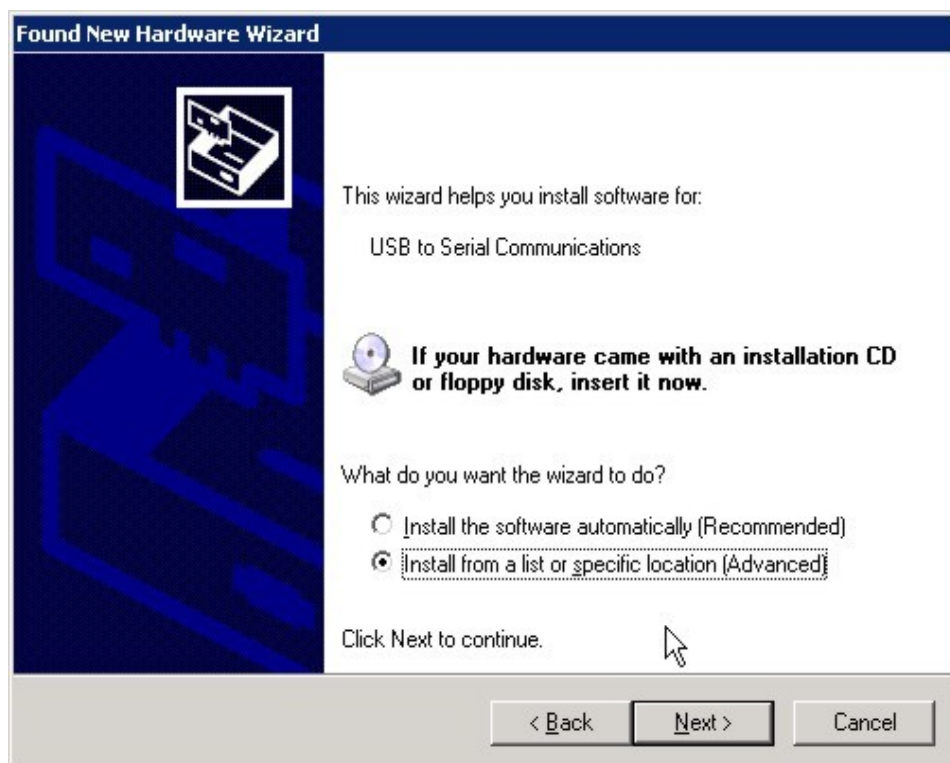 Found New Hardware Wizard
This wizard helps you install software for:
USB to Serial Communications
If your hardware came with an installation CD
or floppy disk, insert it now.
What do you want the wizard to do?
Install the software automatically (Recommended)
Install from a list or specific location (Advanced)
Click Next to continue.
< Back
Next >
Cancel